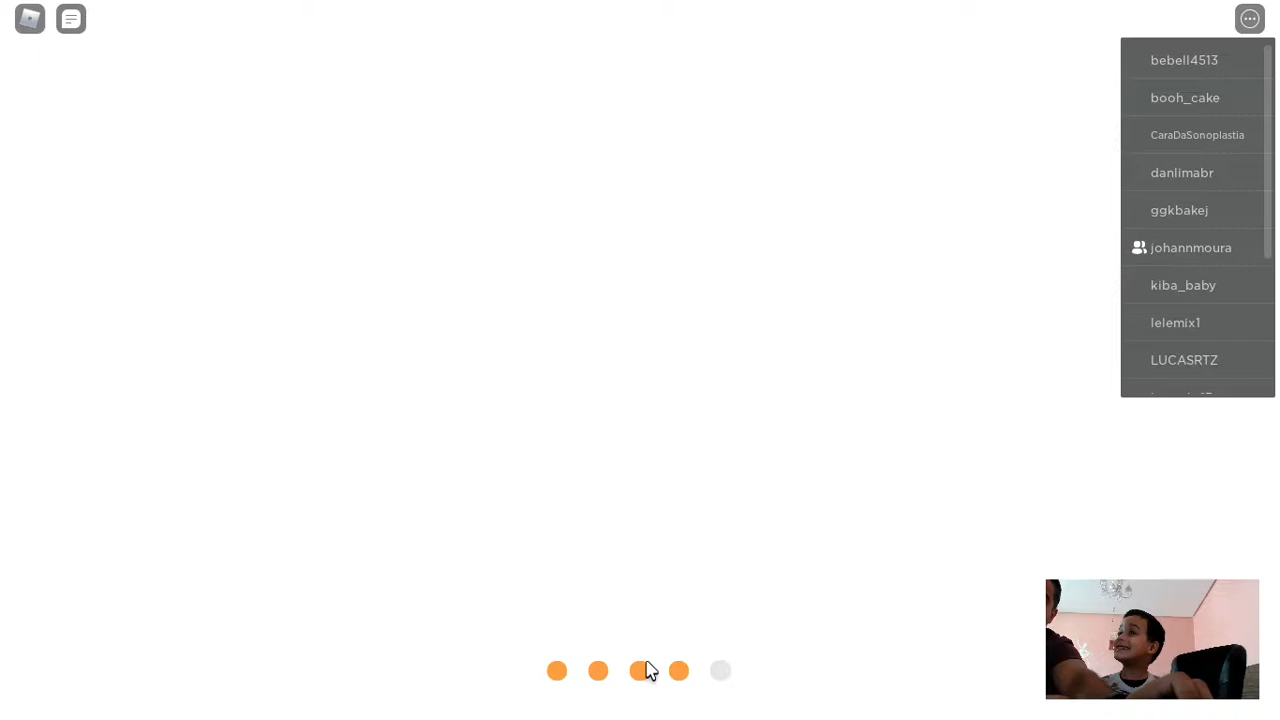 bebell4513
booh_cake
CaraDaSonoplastia
danlimabr
ggkbakej
johannmoura
kiba_baby
lelemix1
LUCASRTZ